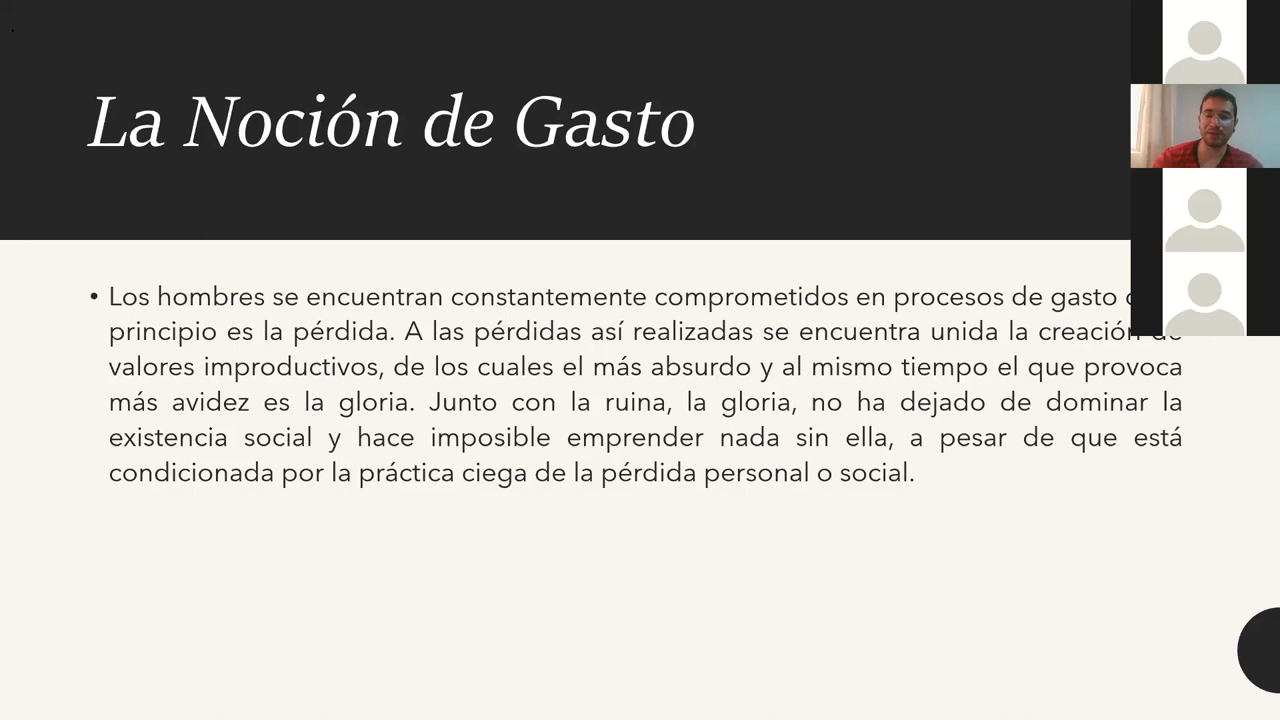 La Noción de Gasto
• Los hombres se encuentran constantemente comprometidos en procesos de gasto
principio es la pérdida. A las pérdidas así realizadas se encuentra unida la creación de
valores improductivos, de los cuales el más absurdo y al mismo tiempo el que provoca
más avidez es la gloria. Junto con la ruina, la gloria, no ha dejado de dominar la
existencia social y hace imposible emprender nada sin ella, a pesar de que está
condicionada por la práctica ciega de la pérdida personal o social.